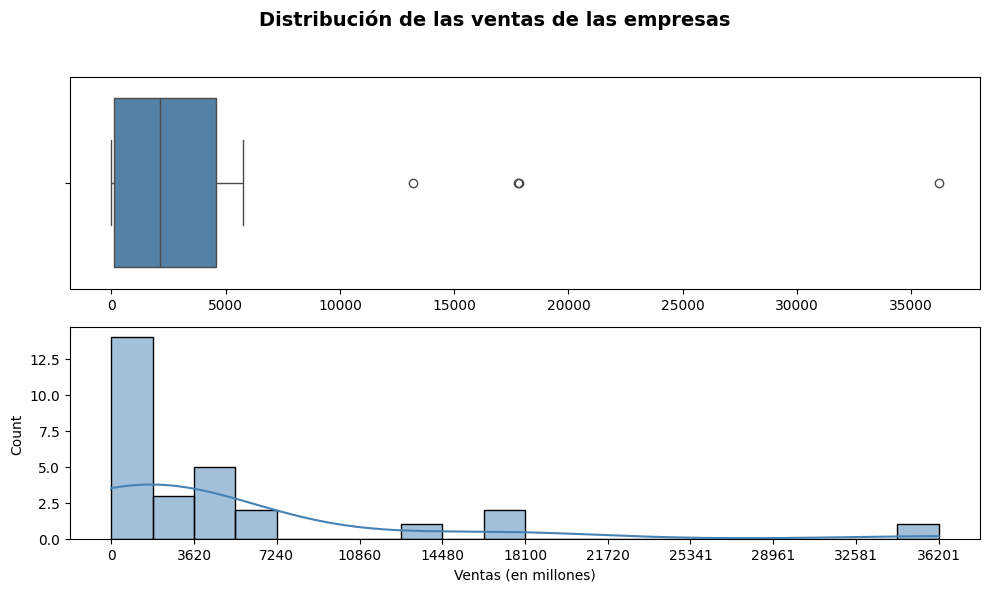 Distribución de las ventas de las empresas
0 5000 10000 15000 20000 25000 30000 35000
12.5
10.0
7.5
5.0
2.5
0.0
Count
0 3620 7240 10860 14480 18100 21720 25341 28961 32581 36201
Ventas (en millones)